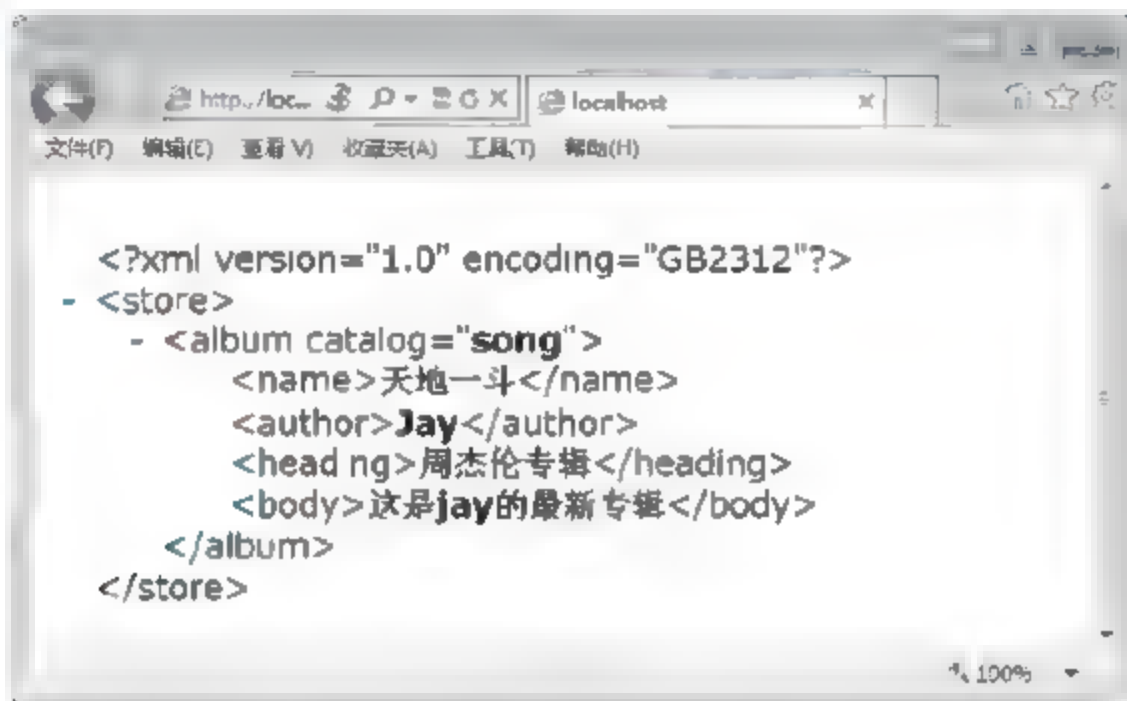 http://loc... localhost
文件(F) 编辑(E) 查看(V) 收藏夹(A) 工具(T) 帮助(H)
<?xml version="1.0" encoding="GB2312"?>
- <store>
- <album catalog="song">
<name>天地一斗</name>
<author>Jay</author>
<heading>周杰伦专辑</heading>
<body>这是jay的最新专辑</body>
</album>
</store>
100%